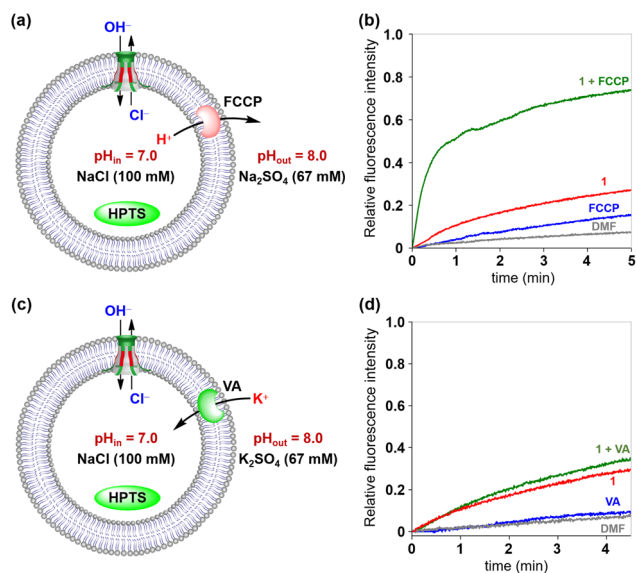 (a)
OH⁻
Cl⁻
FCCP
H⁺
pHin = 7.0
NaCl (100 mM)
pHout = 8.0
Na2SO4 (67 mM)
HPTS
(b)
Relative fluorescence intensity
1.0
0.8
0.6
0.4
0.2
0
1 + FCCP
1
FCCP
DMF
0 1 2 3 4 5
time (min)
(c)
OH⁻
Cl⁻
VA
K⁺
pHin = 7.0
NaCl (100 mM)
pHout = 8.0
K2SO4 (67 mM)
HPTS
(d)
Relative fluorescence intensity
1.0
0.8
0.6
0.4
0.2
0
1 + VA
1
VA
DMF
0 1 2 3 4
time (min)